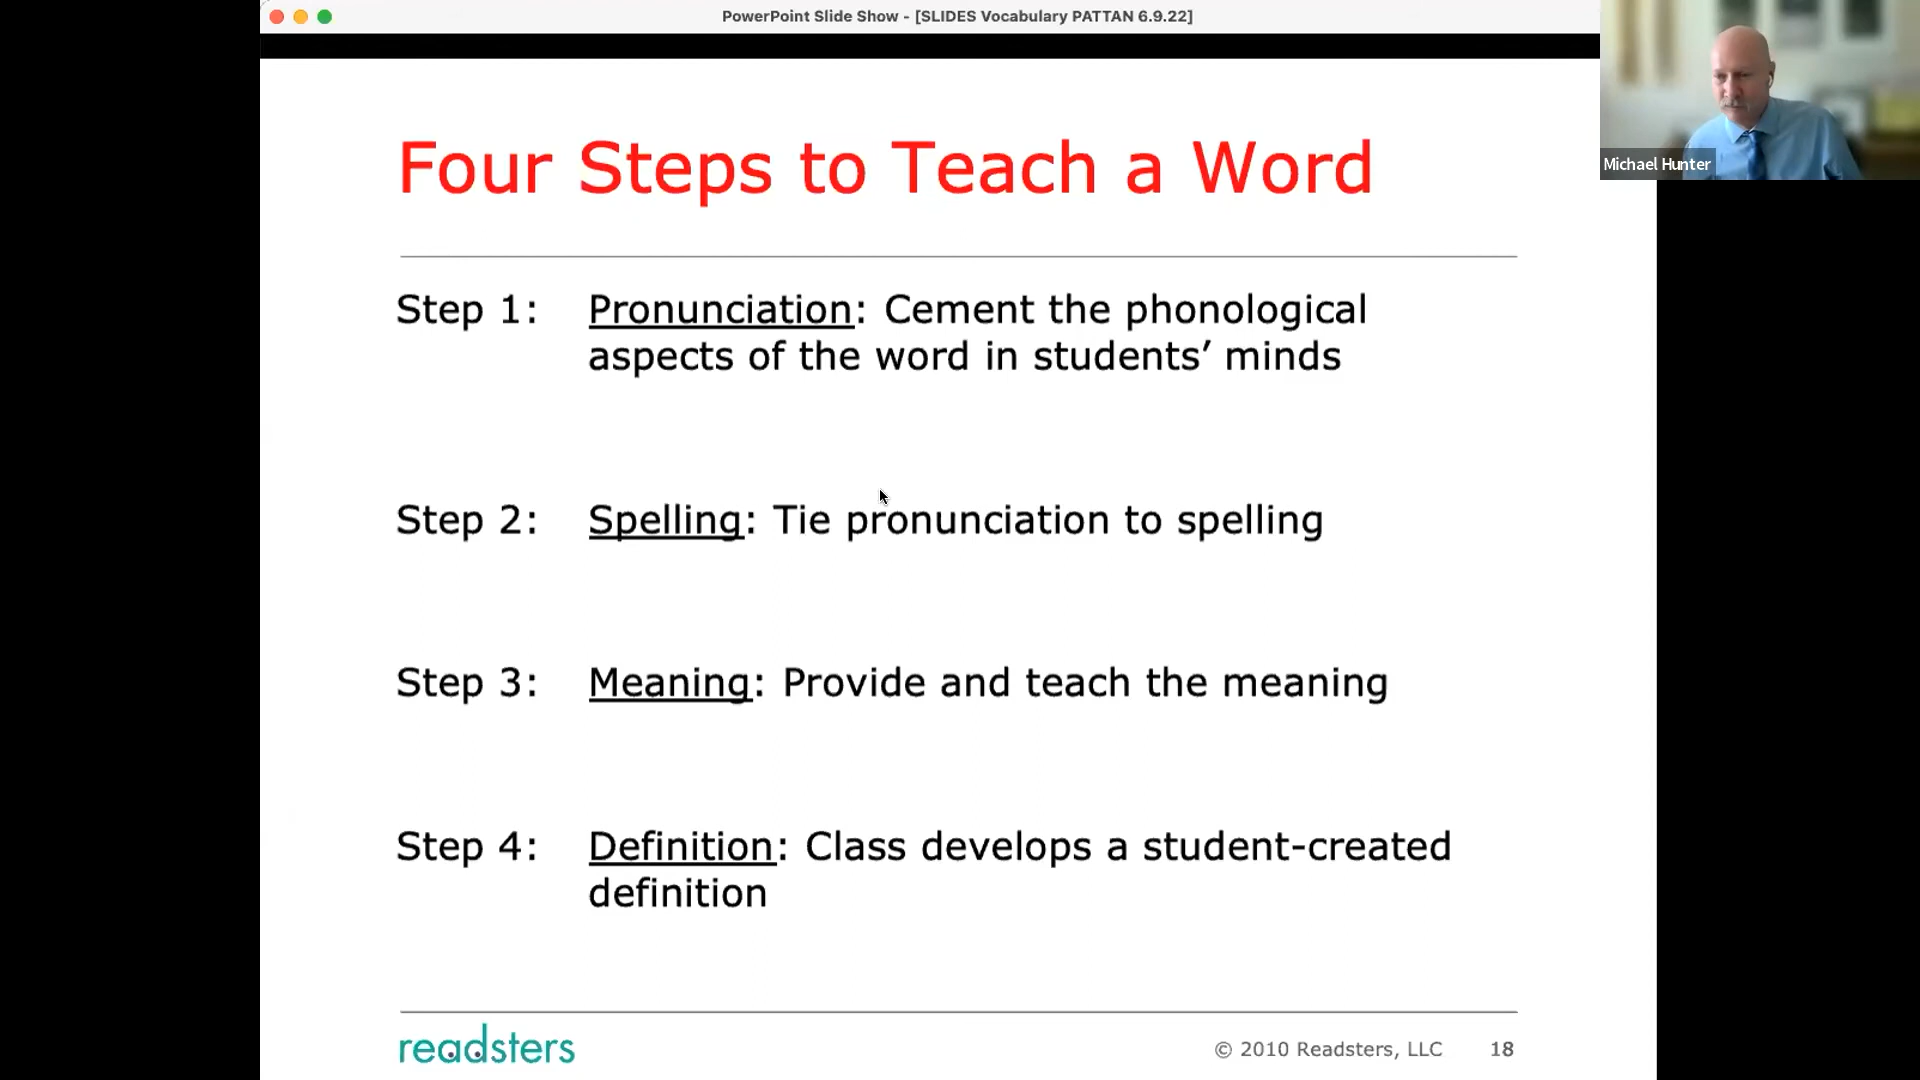 PowerPoint Slide Show - [SLIDES Vocabulary PATTAN 6.9.22]
Michael Hunter
Four Steps to Teach a Word
Step 1: Pronunciation: Cement the phonological
aspects of the word in students’ minds
Step 2: Spelling: Tie pronunciation to spelling
Step 3: Meaning: Provide and teach the meaning
Step 4: Definition: Class develops a student-created
definition
readsters © 2010 Readsters, LLC 18